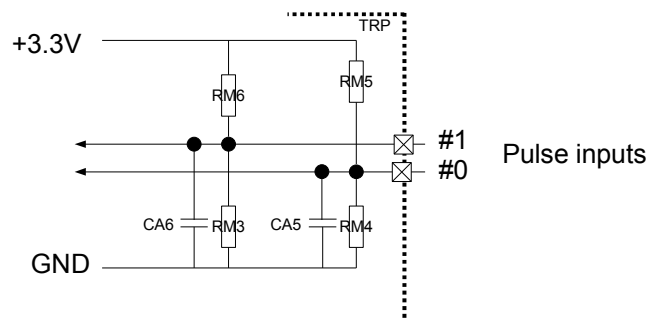 TRP
+3.3V
RM5
RM6
#1
Pulse inputs
#0
CA6
RM3
CA5
RM4
GND